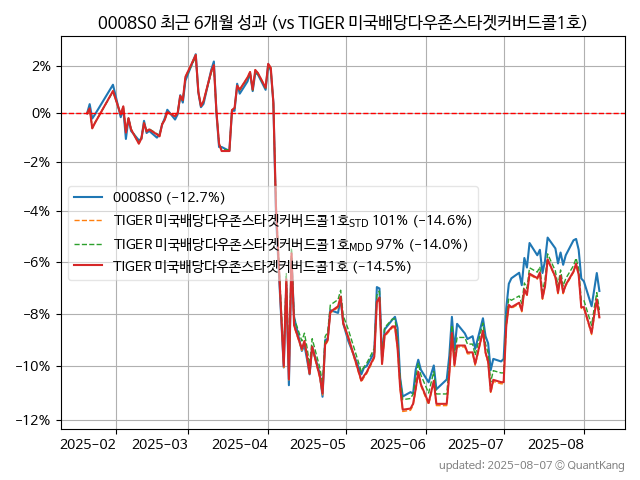 0008S0 최근 6개월 성과 (vs TIGER 미국배당다우존스타겟커버드콜1호)
2%
0%
−2%
−4%
−6%
−8%
−10%
−12%
0008S0 (−12.7%)
TIGER 미국배당다우존스타겟커버드콜1호STD 101% (−14.6%)
TIGER 미국배당다우존스타겟커버드콜1호MDD 97% (−14.0%)
TIGER 미국배당다우존스타겟커버드콜1호 (−14.5%)
2025-02 2025-03 2025-04 2025-05 2025-06 2025-07 2025-08
updated: 2025-08-07 © QuantKang